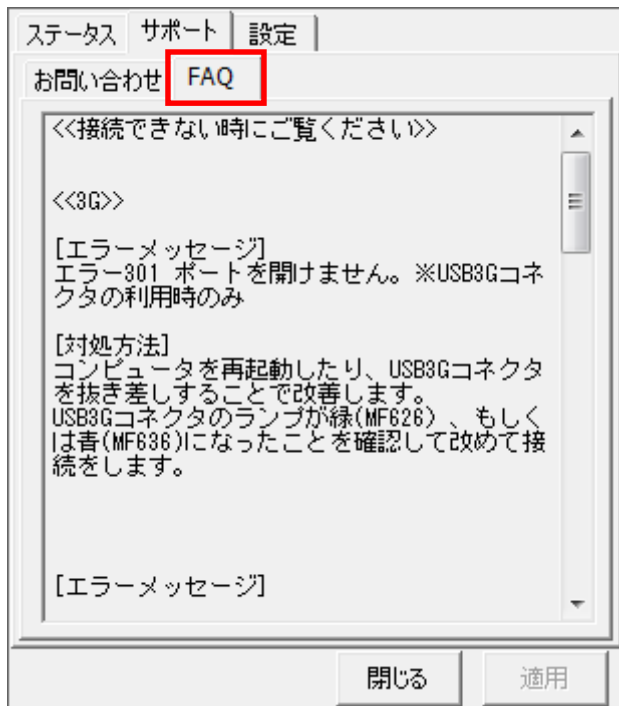 ステータス サポート 設定
お問い合わせ FAQ
<<接続できない時にご覧ください>>
<<3G>>
[エラーメッセージ]
エラー301 ポートを開けません。※USB3Gコネ
クタの利用時のみ
[対処方法]
コンピュータを再起動したり、USB3Gコネクタ
を抜き差しすることで改善します。
USB3Gコネクタのランプが緑(MF626)、もしく
は青(MF636)になったことを確認して改めて接
続をします。
[エラーメッセージ]
閉じる 適用